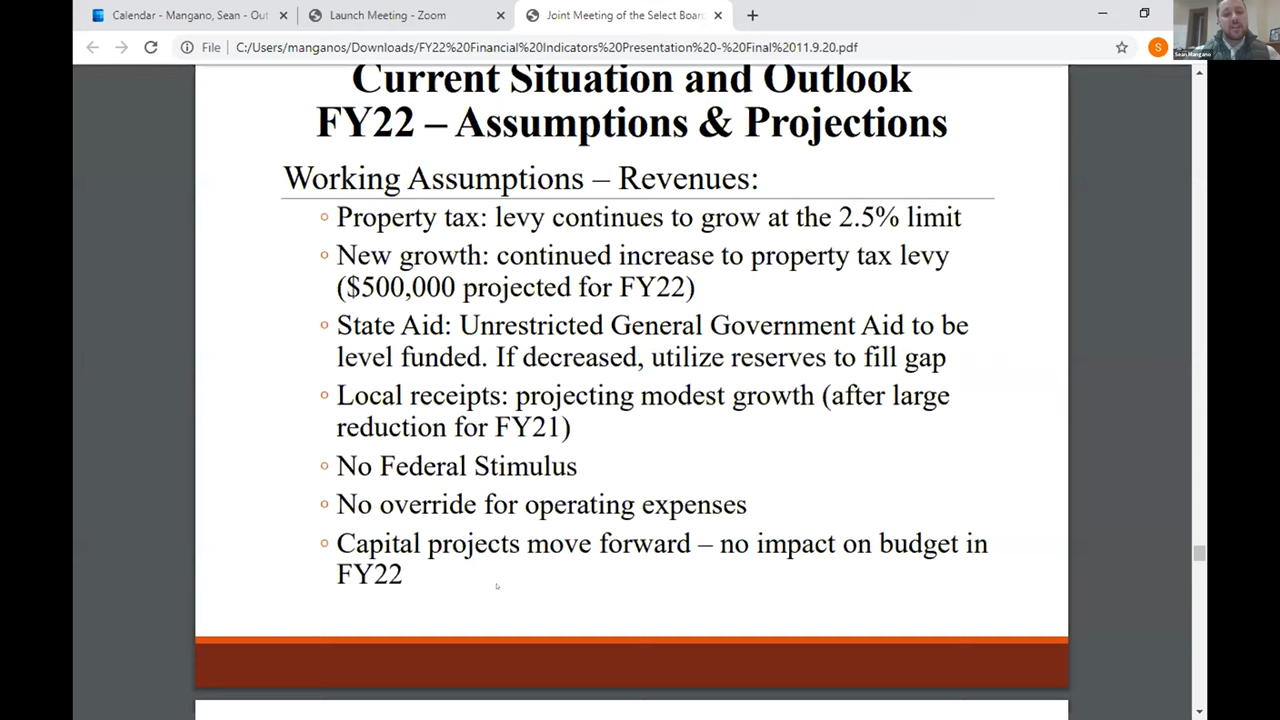 Calendar - Mangano, Sean - Out
Launch Meeting - Zoom
Joint Meeting of the Select Boar
File
C:/Users/manganos/Downloads/FY22%20Financial%20Indicators%20Presentation%20-%20Final%2011.9.20.pdf
S
Sean Mangano
Current Situation and Outlook
FY22 – Assumptions & Projections
Working Assumptions – Revenues:
Property tax: levy continues to grow at the 2.5% limit
New growth: continued increase to property tax levy
($500,000 projected for FY22)
State Aid: Unrestricted General Government Aid to be
level funded. If decreased, utilize reserves to fill gap
Local receipts: projecting modest growth (after large
reduction for FY21)
No Federal Stimulus
No override for operating expenses
Capital projects move forward – no impact on budget in
FY22